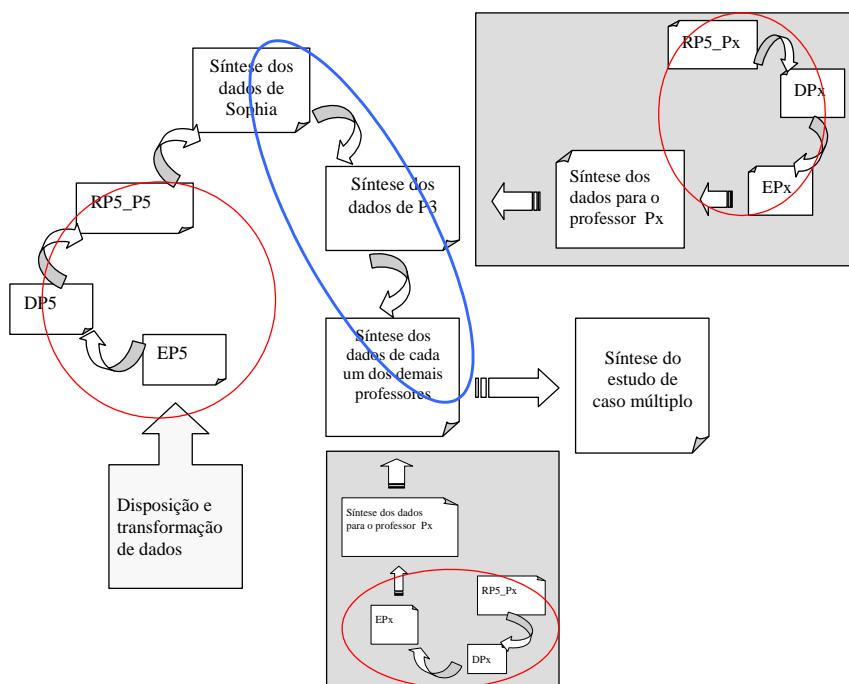 Síntese dos
dados de
Sophia
RP5_P5
DP5
EP5
Disposição e
transformação
de dados
Síntese dos
dados de P3
Síntese dos
dados de cada
um dos demais
professores
RP5_Px
DPx
EPx
Síntese dos
dados para o
professor Px
Síntese do
estudo de
caso múltiplo
Síntese dos dados
para o professor Px
EPx
RP5_Px
DPx